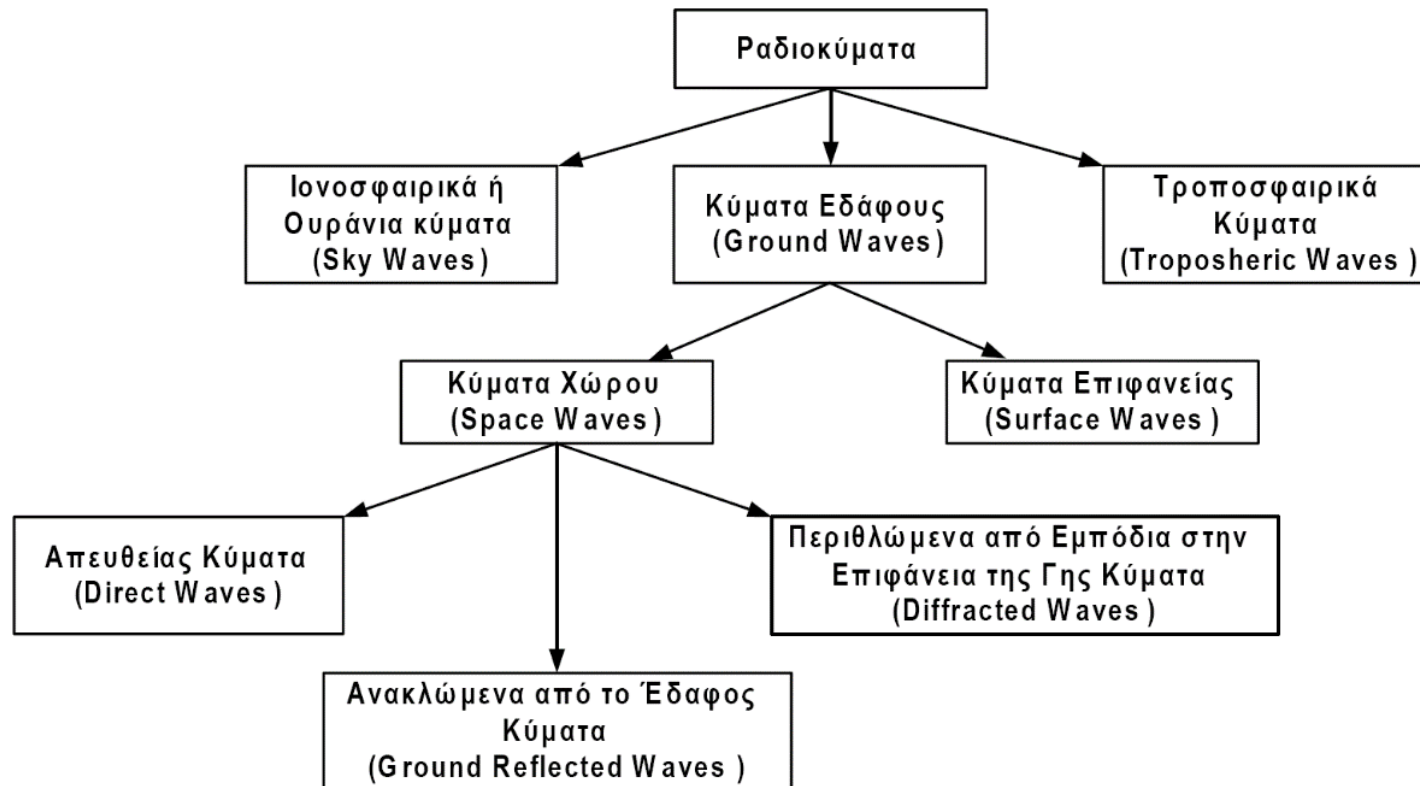 Ραδιοκύματα
Ιονοσφαιρικά ή
Ουράνια κύματα
(Sky Waves)
Κύματα Εδάφους
(Ground Waves)
Τροποσφαιρικά
Κύματα
(Troposheric Waves )
Κύματα Χώρου
(Space Waves)
Κύματα Επιφανείας
(Surface Waves )
Απευθείας Κύματα
(Direct Waves )
Περιθλώμενα από Εμπόδια στην
Επιφάνεια της Γης Κύματα
(Diffracted Waves )
Ανακλώμενα από το Έδαφος
Κύματα
(Ground Reflected Waves )